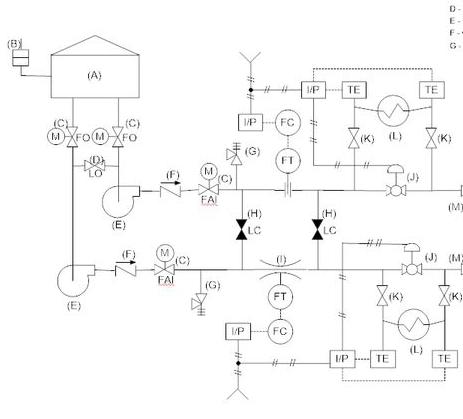 D -
E -
F -
G -
(B)
(A)
I/P
TE
TE
(L)
(C)
(C)
M
FO
M
FO
I/P
FC
(K)
(K)
(D)
LO
(G)
M
FT
(F)
(C)
FAI
(J)
(M)
(E)
(H)
LC
(H)
LC
M
(F)
(C)
FAI
(I)
(J)
(M)
(E)
(G)
FT
(K)
(K)
(L)
I/P
FC
I/P
TE
TE